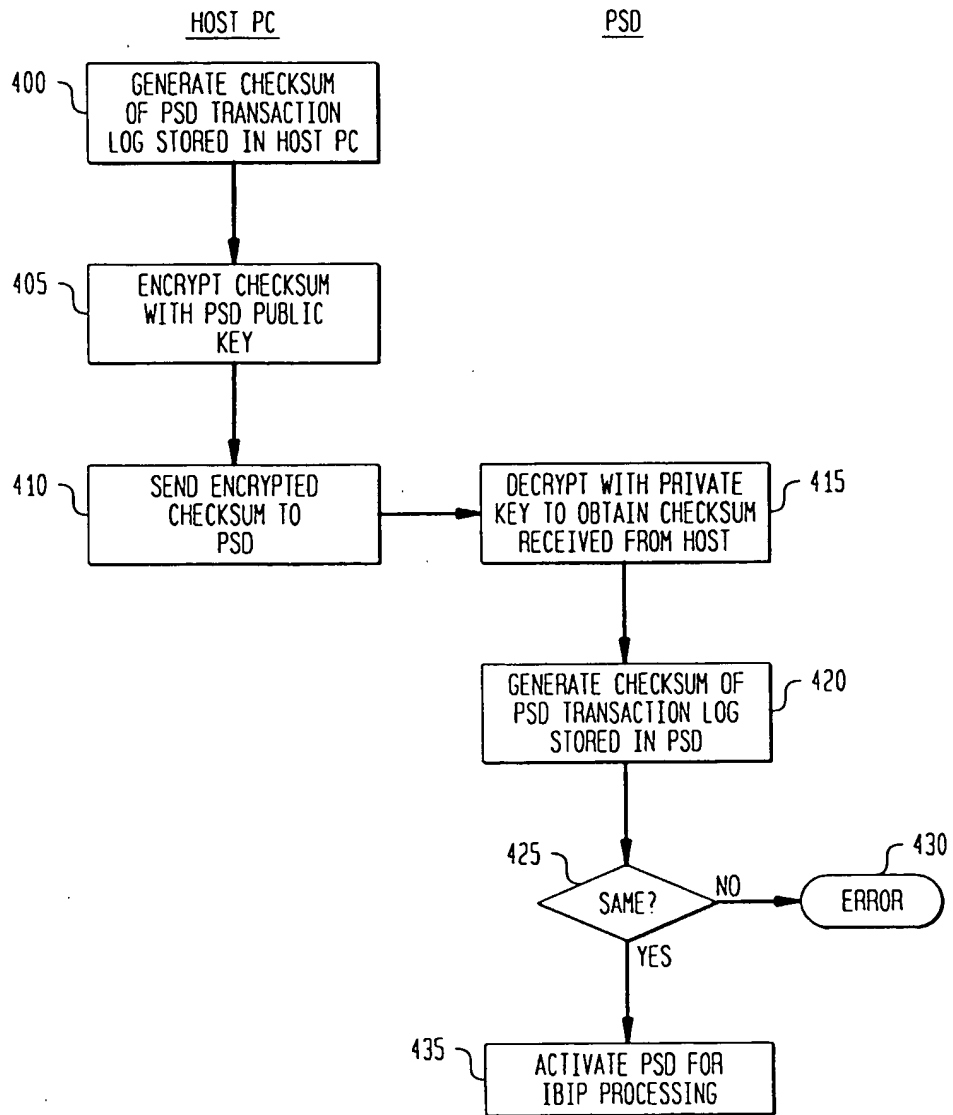 HOST PC
PSD
400
GENERATE CHECKSUM
OF PSD TRANSACTION
LOG STORED IN HOST PC
405
ENCRYPT CHECKSUM
WITH PSD PUBLIC
KEY
410
SEND ENCRYPTED
CHECKSUM TO
PSD
DECRYPT WITH PRIVATE
KEY TO OBTAIN CHECKSUM
RECEIVED FROM HOST
415
GENERATE CHECKSUM OF
PSD TRANSACTION LOG
STORED IN PSD
420
425
SAME?
NO
430
ERROR
YES
435
ACTIVATE PSD FOR
IBIP PROCESSING